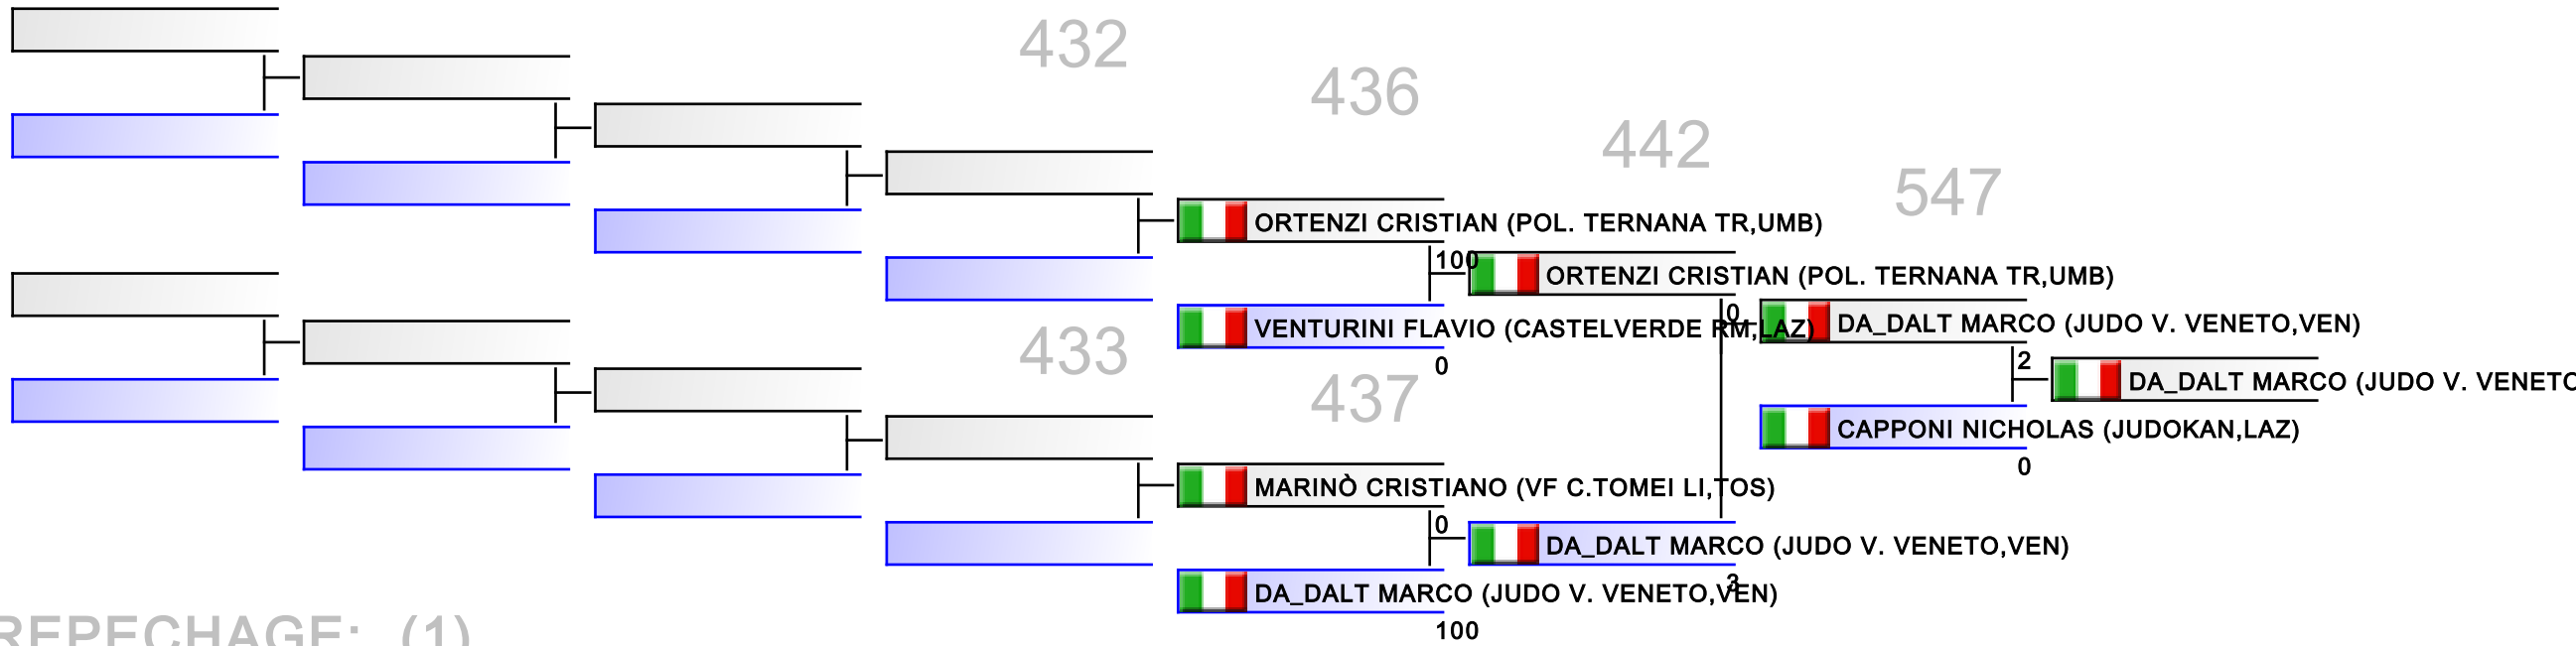 432
436
442
547
ORTENZI CRISTIAN (POL. TERNANA TR,UMB)
100
ORTENZI CRISTIAN (POL. TERNANA TR,UMB)
VENTURINI FLAVIO (CASTELVERDE RM,LAZ)
0
0
DA_DALT MARCO (JUDO V. VENETO,VEN)
2
DA_DALT MARCO (JUDO V. VENETO
CAPPONI NICHOLAS (JUDOKAN,LAZ)
0
433
437
MARINÒ CRISTIANO (VF C.TOMEI LI,TOS)
0
DA_DALT MARCO (JUDO V. VENETO,VEN)
3
DA_DALT MARCO (JUDO V. VENETO,VEN)
100
REPECHAGE: (1)